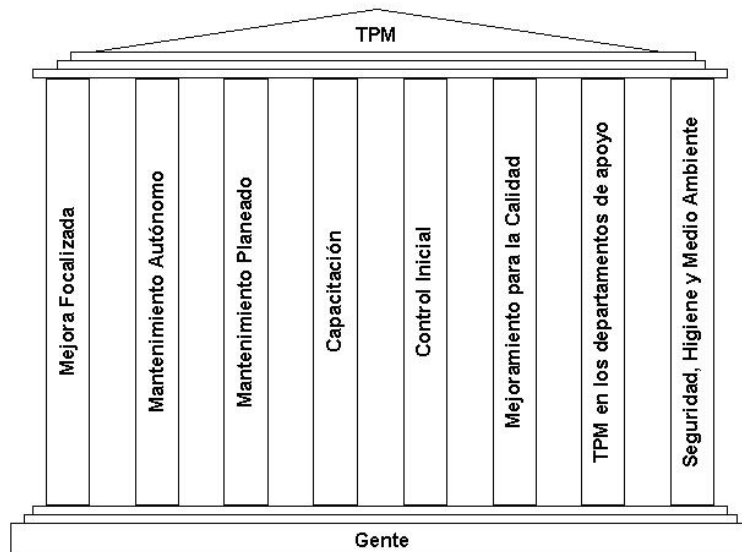 TPM
Mejora Focalizada
Mantenimiento Autónomo
Mantenimiento Planeado
Capacitación
Control Inicial
Mejoramiento para la Calidad
TPM en los departamentos de apoyo
Seguridad, Higiene y Medio Ambiente
Gente